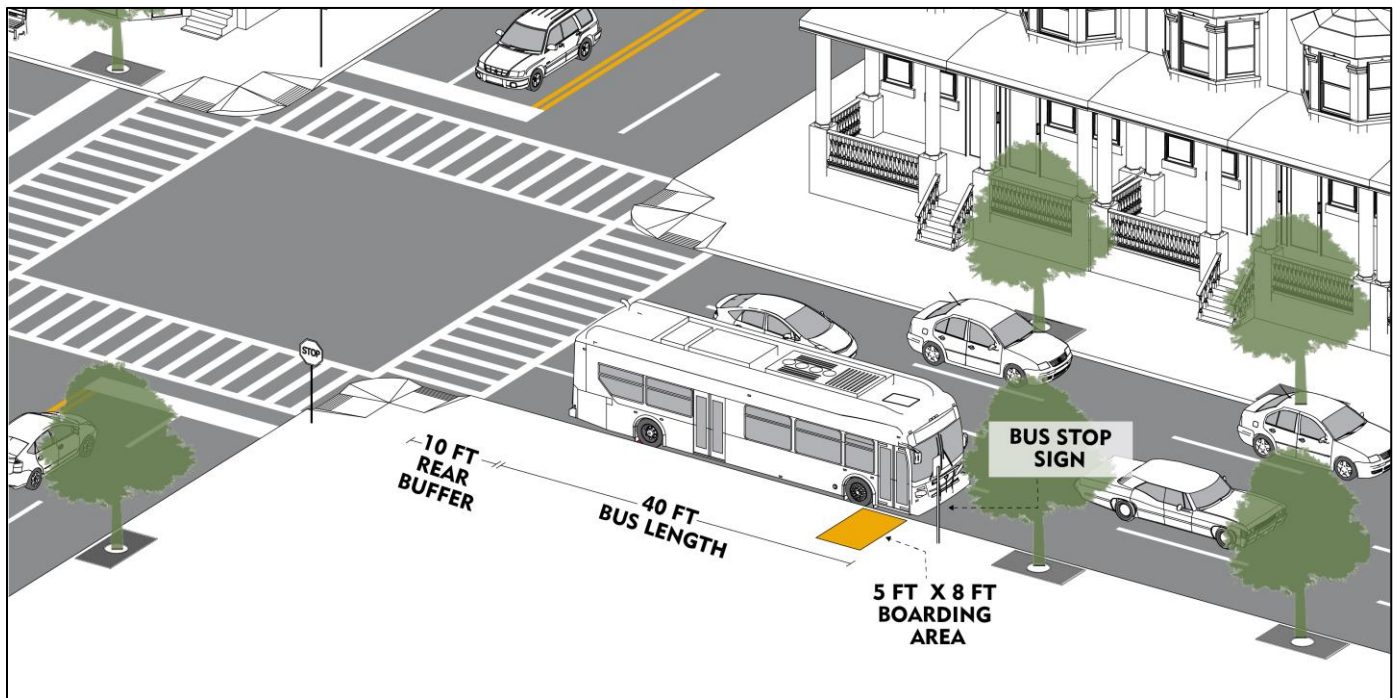 STOP
BUS STOP
SIGN
10 FT
REAR
BUFFER
40 FT
BUS LENGTH
5 FT X 8 FT
BOARDING
AREA